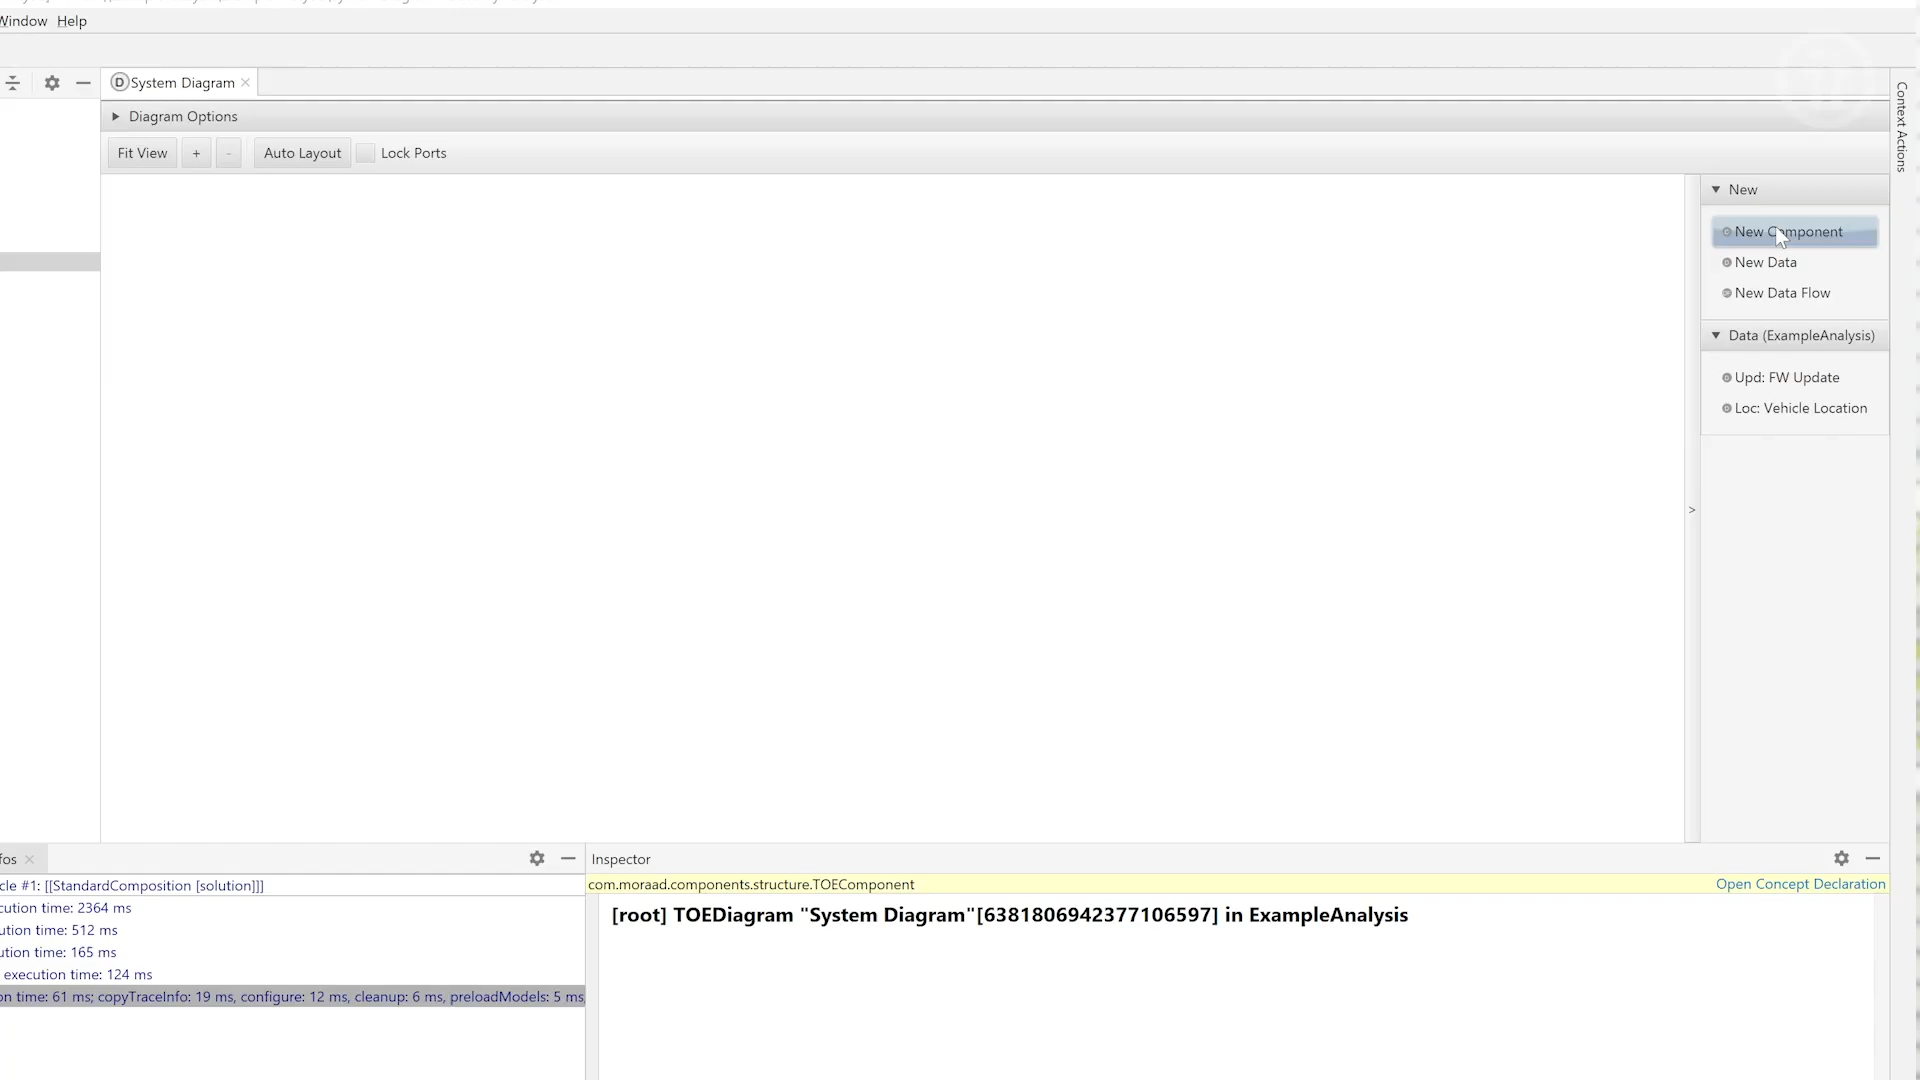 Window Help
System Diagram
Diagram Options
Fit View + - Auto Layout Lock Ports
New
New Component
New Data
New Data Flow
Data (ExampleAnalysis)
Upd: FW Update
Loc: Vehicle Location
Context Actions
>
fos
cle #1: [[StandardComposition [solution]]]
cution time: 2364 ms
ution time: 512 ms
ution time: 165 ms
execution time: 124 ms
on time: 61 ms; copyTraceInfo: 19 ms, configure: 12 ms, cleanup: 6 ms, preloadModels: 5 ms,
Inspector
com.moraad.components.structure.TOEComponent
Open Concept Declaration
[root] TOEDiagram "System Diagram"[6381806942377106597] in ExampleAnalysis